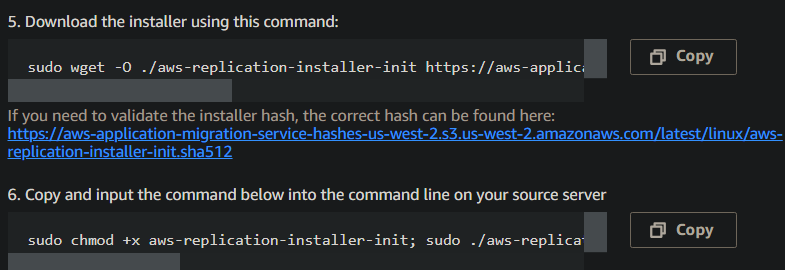 5. Download the installer using this command:
sudo wget -O ./aws-replication-installer-init https://aws-applica
Copy
If you need to validate the installer hash, the correct hash can be found here:
https://aws-application-migration-service-hashes-us-west-2.s3.us-west-2.amazonaws.com/latest/linux/aws-
replication-installer-init.sha512
6. Copy and input the command below into the command line on your source server
sudo chmod +x aws-replication-installer-init; sudo ./aws-replicat
Copy